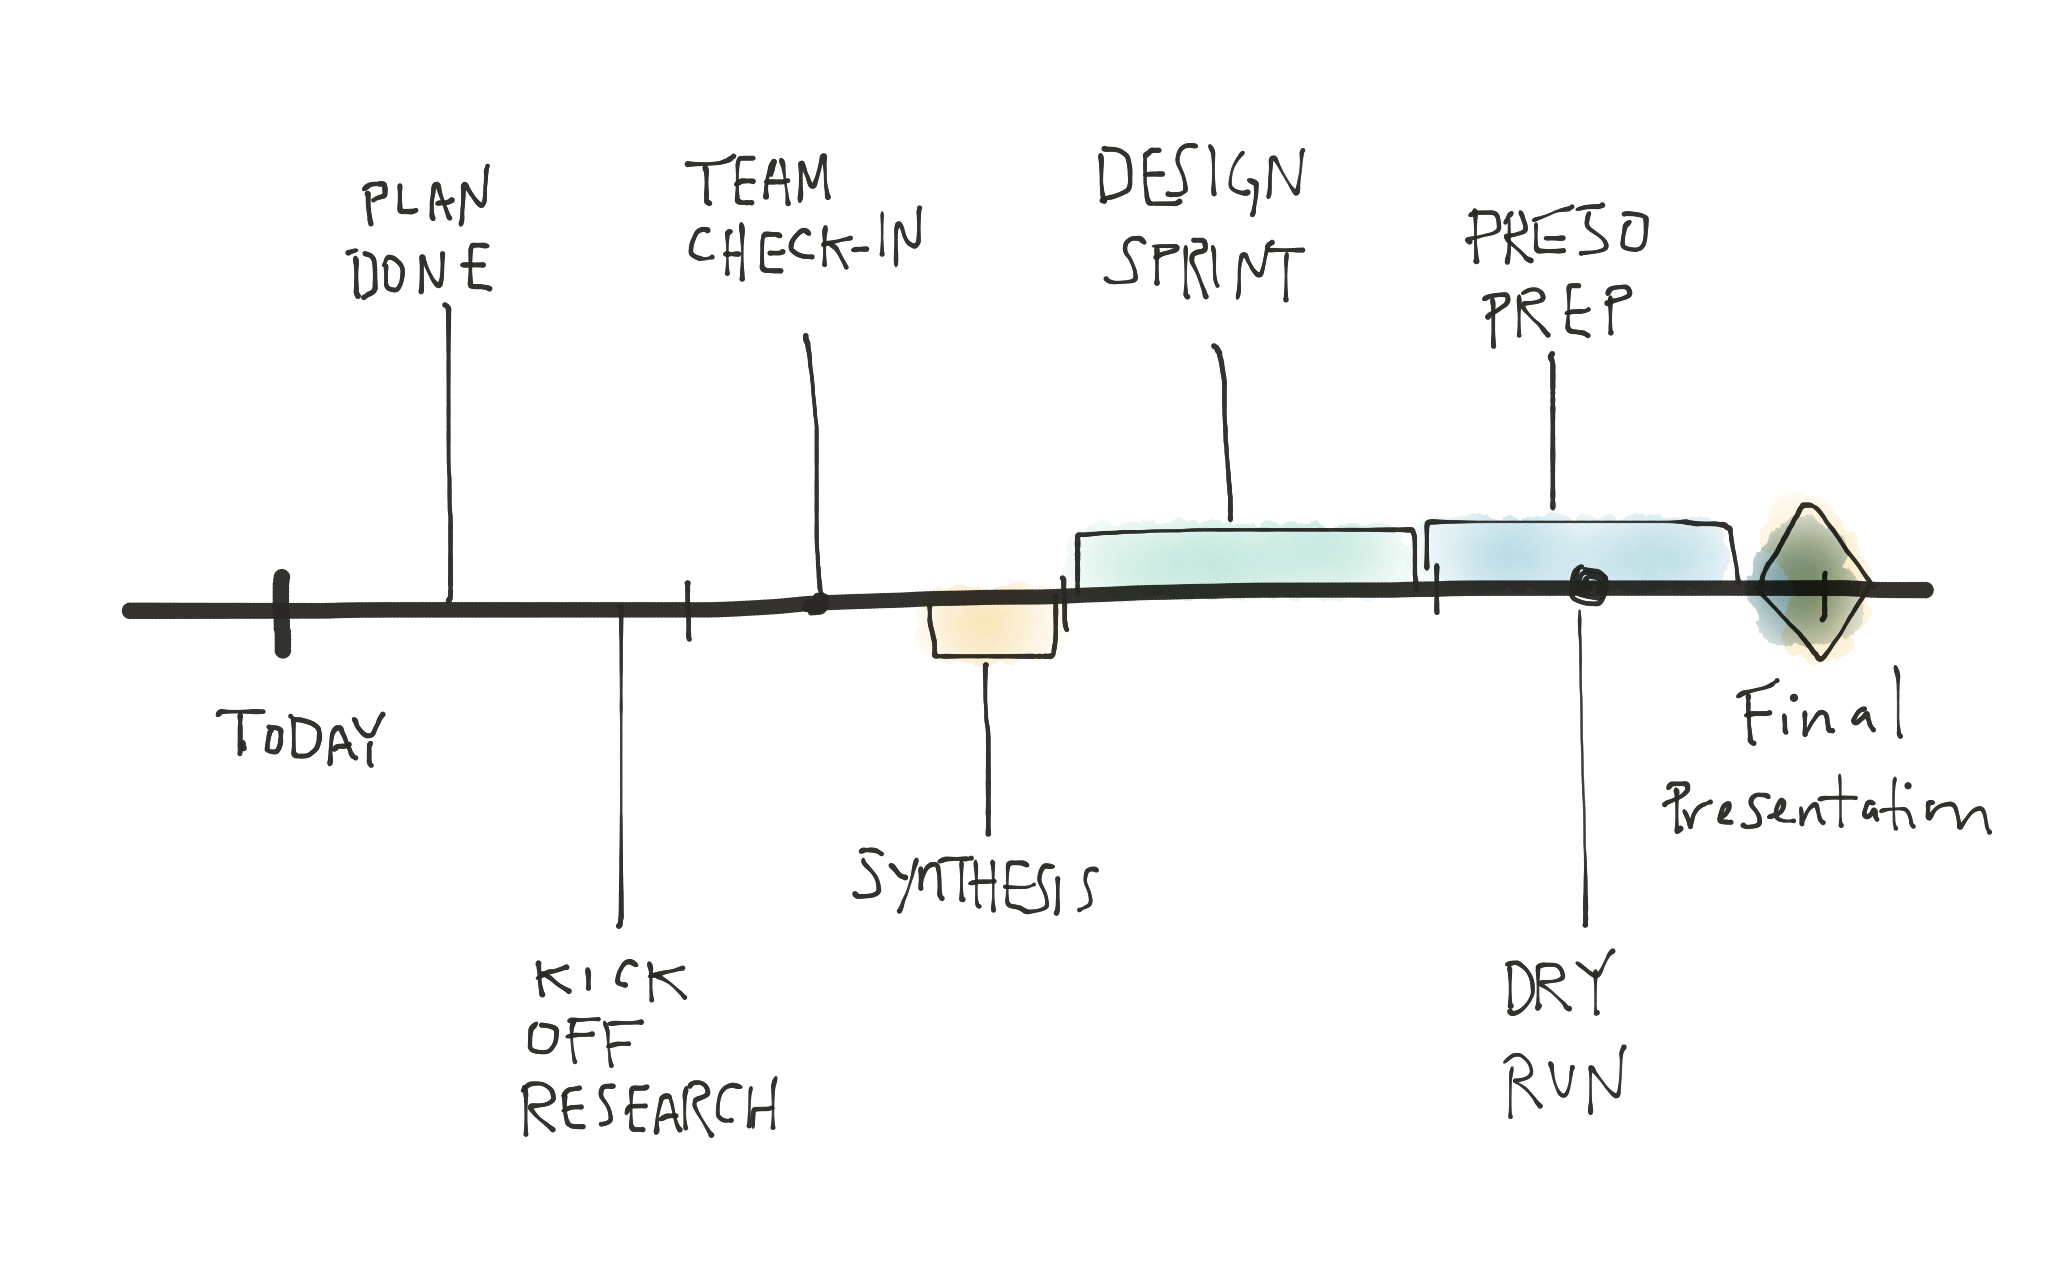 PLAN
DONE
TEAM
CHECK-IN
DESIGN
SPRINT
PRESO
PREP
TODAY
KICK
OFF
RESEARCH
SYNTHESIS
DRY
RUN
Final
Presentation